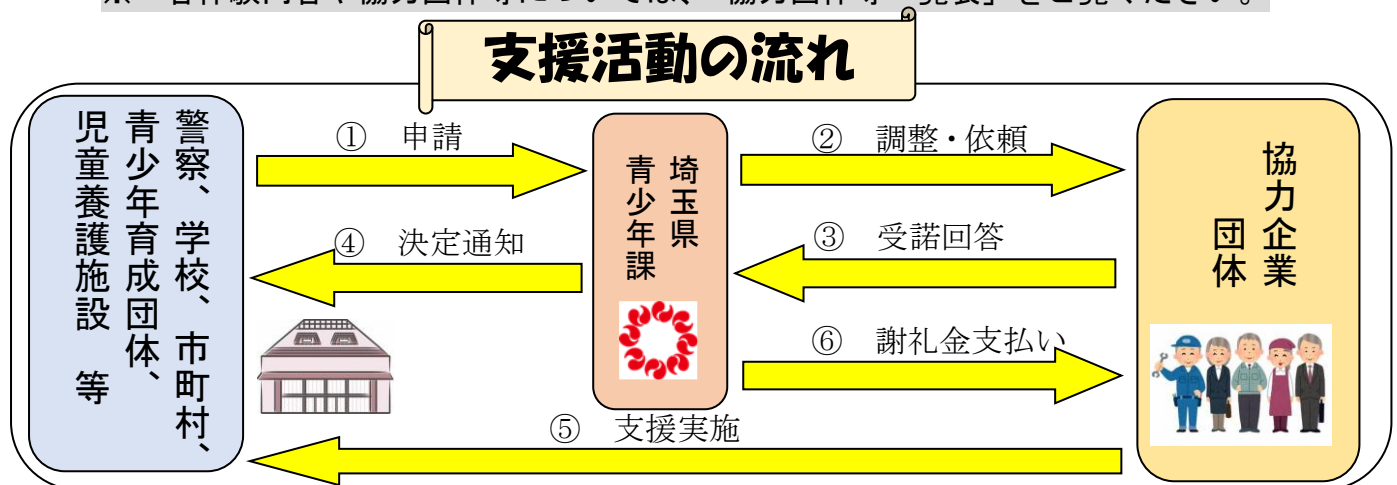 支援活動の流れ
警察、学校、市町村、
青少年育成団体、
児童養護施設 等
① 申請
④ 決定通知
埼玉県
青少年課
② 調整・依頼
③ 受諾回答
⑥ 謝礼金支払い
⑤ 支援実施
協力企業
団体